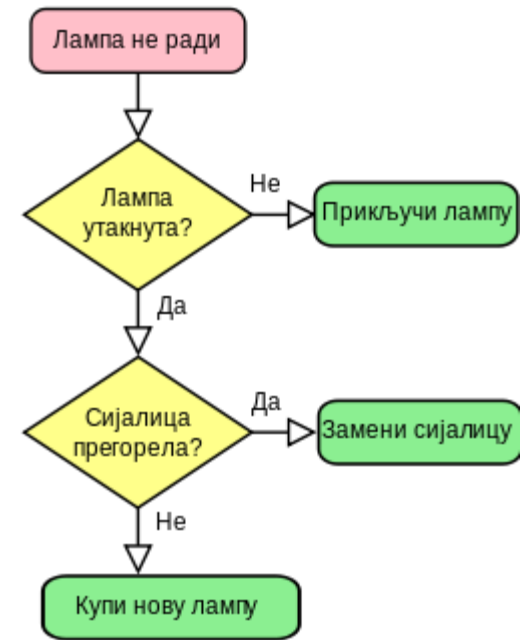 Лампа не ради
Лампа
утакнута?
Не
Прикључи лампу
Да
Сијалица
прегорела?
Да
Замени сијалицу
Не
Купи нову лампу